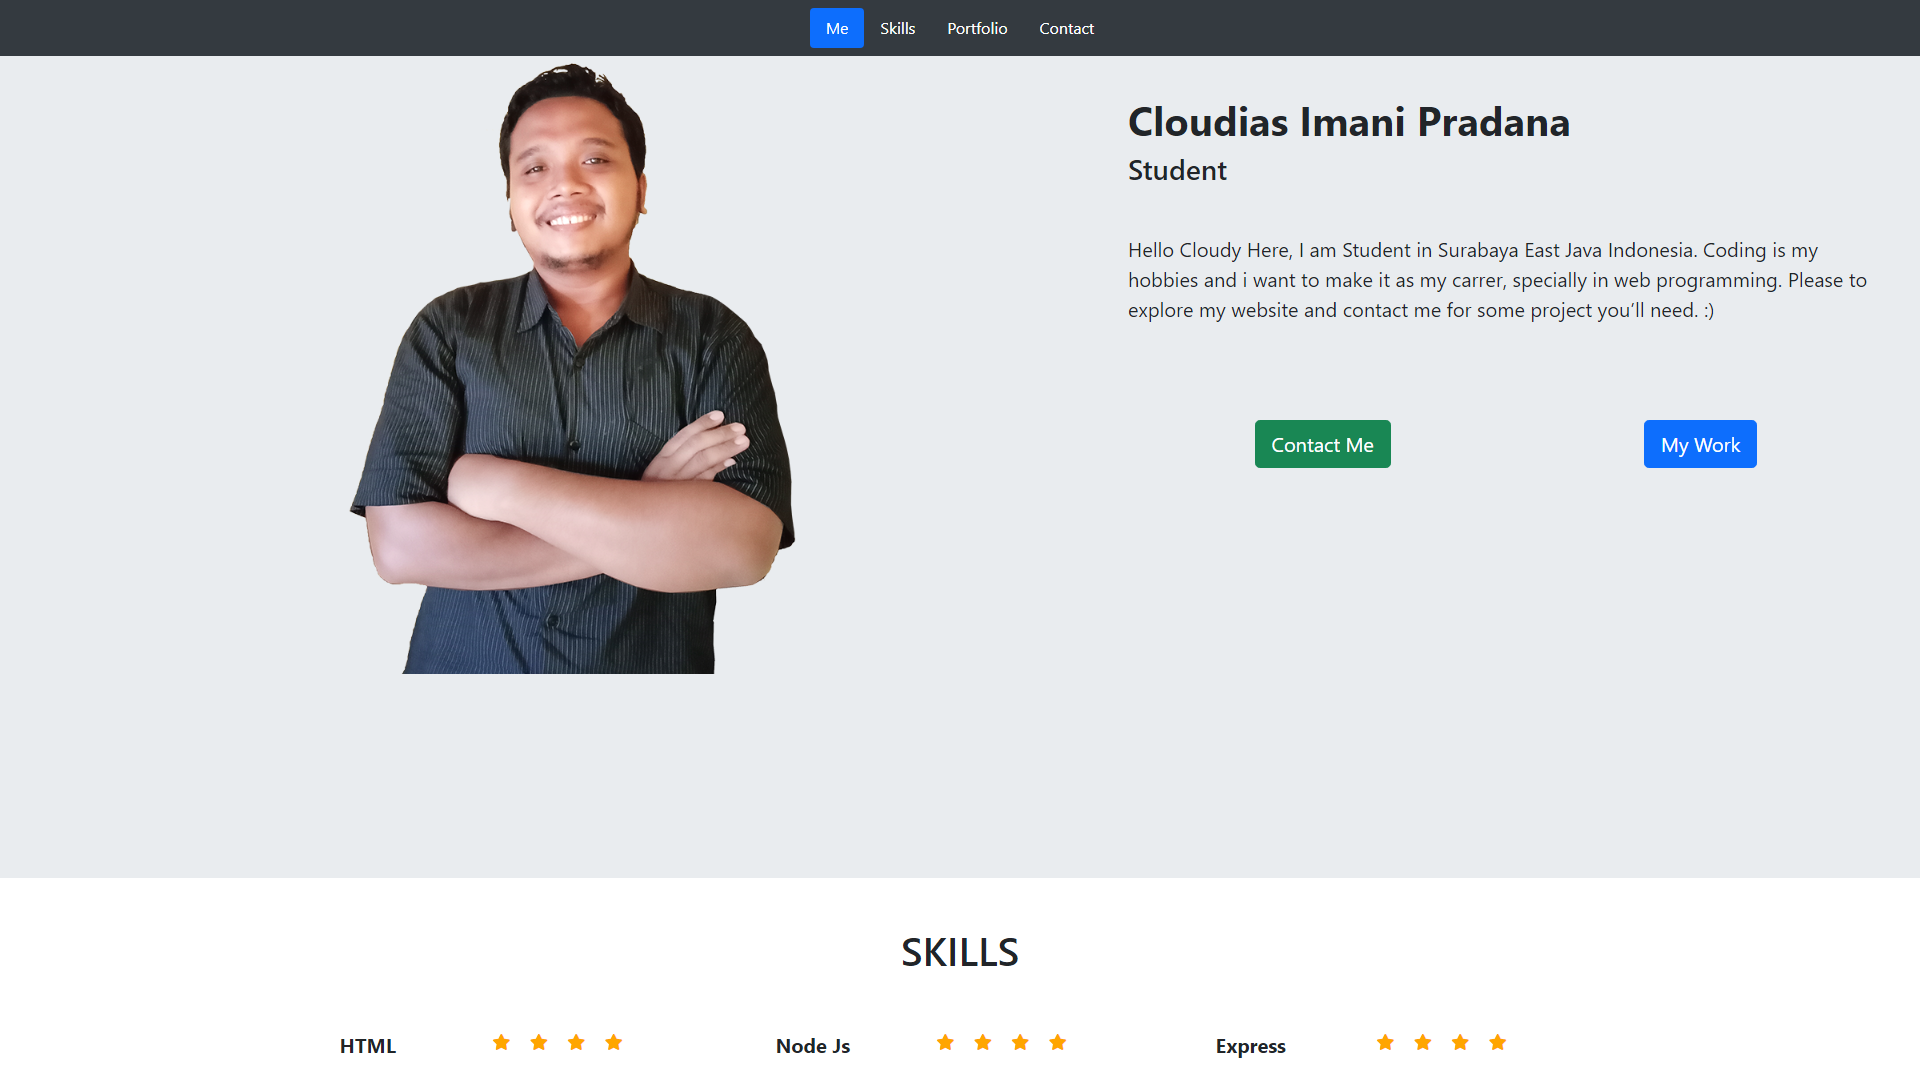 Me Skills Portfolio Contact
Cloudias Imani Pradana
Student
Hello Cloudy Here, I am Student in Surabaya East Java Indonesia. Coding is my
hobbies and i want to make it as my carrer, specially in web programming. Please to
explore my website and contact me for some project you’ll need. :)
Contact Me My Work
SKILLS
HTML Node Js Express